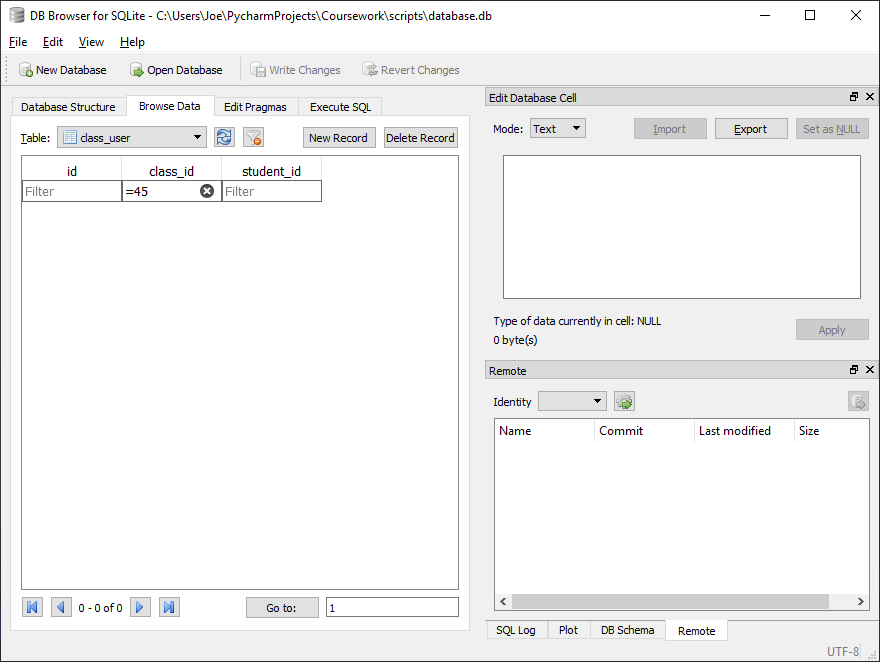 DB Browser for SQLite - C:\Users\Joe\PycharmProjects\Coursework\scripts\database.db
File Edit View Help
New Database Open Database Write Changes Revert Changes
Database Structure Browse Data Edit Pragmas Execute SQL
Table: class_user New Record Delete Record
id class_id student_id
Filter =45 Filter
0 - 0 of 0 Go to: 1
Edit Database Cell
Mode: Text Import Export Set as NULL
Type of data currently in cell: NULL
0 byte(s)
Apply
Remote
Identity
Name Commit Last modified Size
SQL Log Plot DB Schema Remote
UTF-8